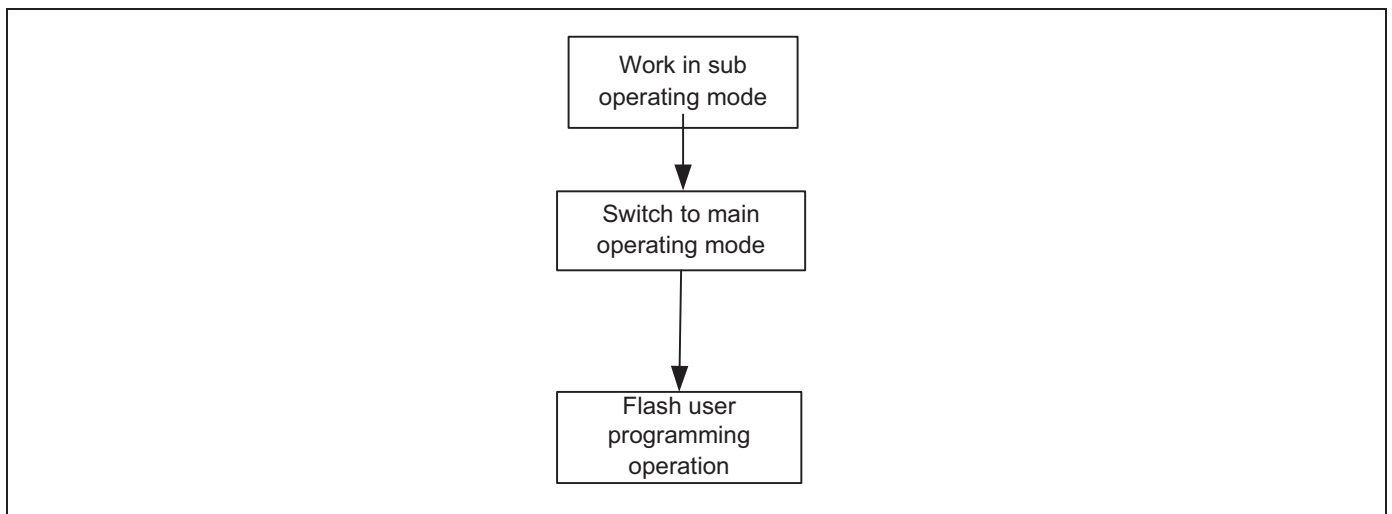 Work in sub
operating mode
Switch to main
operating mode
Flash user
programming
operation